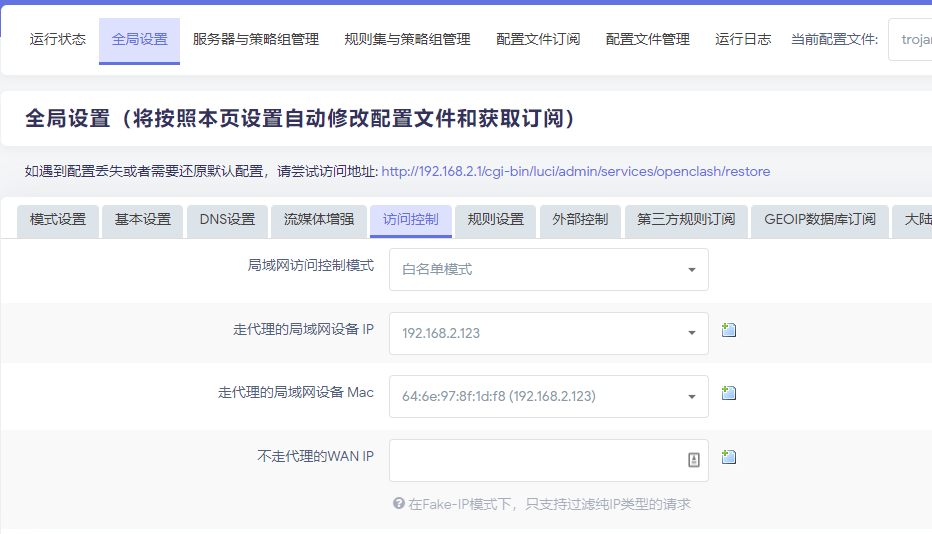 运行状态 全局设置 服务器与策略组管理 规则集与策略组管理 配置文件订阅 配置文件管理 运行日志 当前配置文件: troja
全局设置（将按照本页设置自动修改配置文件和获取订阅）
如遇到配置丢失或者需要还原默认配置，请尝试访问地址: http://192.168.2.1/cgi-bin/luci/admin/services/openclash/restore
模式设置 基本设置 DNS设置 流媒体增强 访问控制 规则设置 外部控制 第三方规则订阅 GEOIP数据库订阅 大陆
局域网访问控制模式 白名单模式
走代理的局域网设备 IP 192.168.2.123
走代理的局域网设备 Mac 64:6e:97:8f:1d:f8 (192.168.2.123)
不走代理的WAN IP
在Fake-IP模式下，只支持过滤纯IP类型的请求